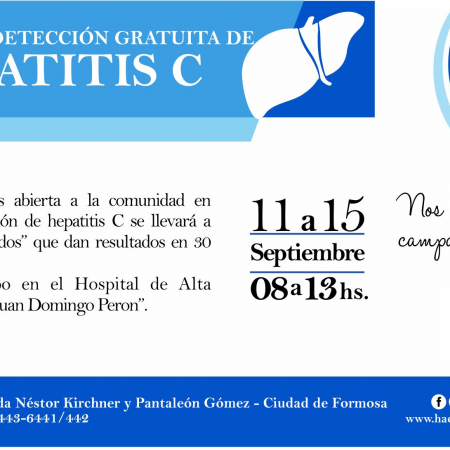 DETECCIÓN GRATUITA DE
ATITIS C
s abierta a la comunidad en
ón de hepatitis C se llevará a
dos" que dan resultados en 30
o en el Hospital de Alta
uan Domingo Peron".
11 a 15
Septiembre
08 a 13 hs.
Nos
campa
da Néstor Kirchner y Pantaleón Gómez - Ciudad de Formosa
443-6441/442
www.ha